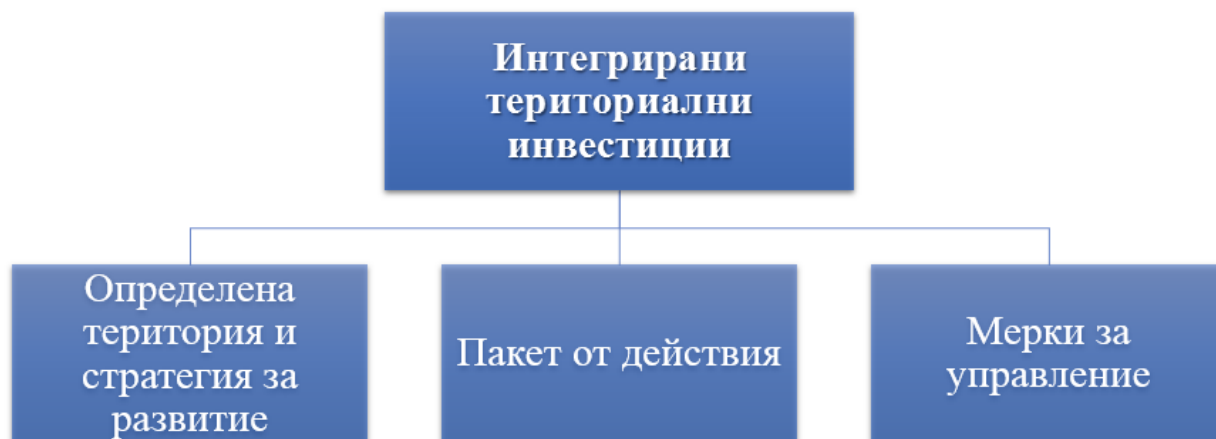 Интегрирани
териториални
инвестиции
Определена
територия и
стратегия за
развитие
Пакет от действия
Мерки за
управление